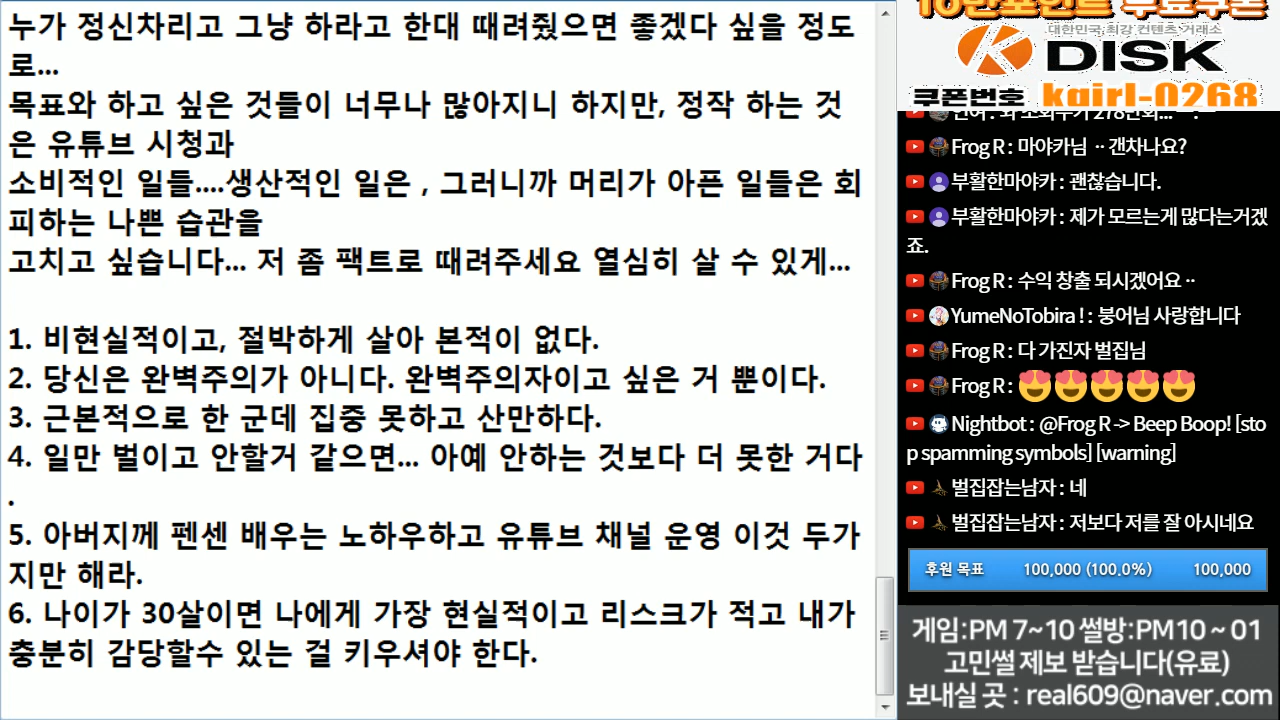 누가 정신차리고 그냥 하라고 한대 때려줬으면 좋겠다 싶을 정도
로...
목표와 하고 싶은 것들이 너무나 많아지니 하지만, 정작 하는 것
은 유튜브 시청과
소비적인 일들....생산적인 일은 , 그러니까 머리가 아픈 일들은 회
피하는 나쁜 습관을
고치고 싶습니다... 저 좀 팩트로 때려주세요 열심히 살 수 있게...
1. 비현실적이고, 절박하게 살아 본적이 없다.
2. 당신은 완벽주의가 아니다. 완벽주의자이고 싶은 거 뿐이다.
3. 근본적으로 한 군데 집중 못하고 산만하다.
4. 일만 벌이고 안할거 같으면... 아예 안하는 것보다 더 못한 거다
.
5. 아버지께 펜센 배우는 노하우하고 유튜브 채널 운영 이것 두가
지만 해라.
6. 나이가 30살이면 나에게 가장 현실적이고 리스크가 적고 내가
충분히 감당할수 있는 걸 키우셔야 한다.
10만포인트 무료쿠폰
대한민국 최강 컨텐츠 거래소
K DISK
쿠폰번호 kairl-0268
Frog R : 마야카님 ·· 갠차나요?
부활한마야카 : 괜찮습니다.
부활한마야카 : 제가 모르는게 많다는거겠
죠.
Frog R : 수익 창출 되시겠어요 ··
YumeNoTobira ! : 붕어님 사랑합니다
Frog R : 다 가진자 벌집님
Frog R : 😍😍😍😍😍
Nightbot : @Frog R -> Beep Boop! [sto
p spamming symbols] [warning]
벌집잡는남자 : 네
벌집잡는남자 : 저보다 저를 잘 아시네요
후원 목표 100,000 (100.0%) 100,000
게임:PM 7~10 썰방:PM10 ~ 01
고민썰 제보 받습니다(유료)
보내실 곳 : real609@naver.com